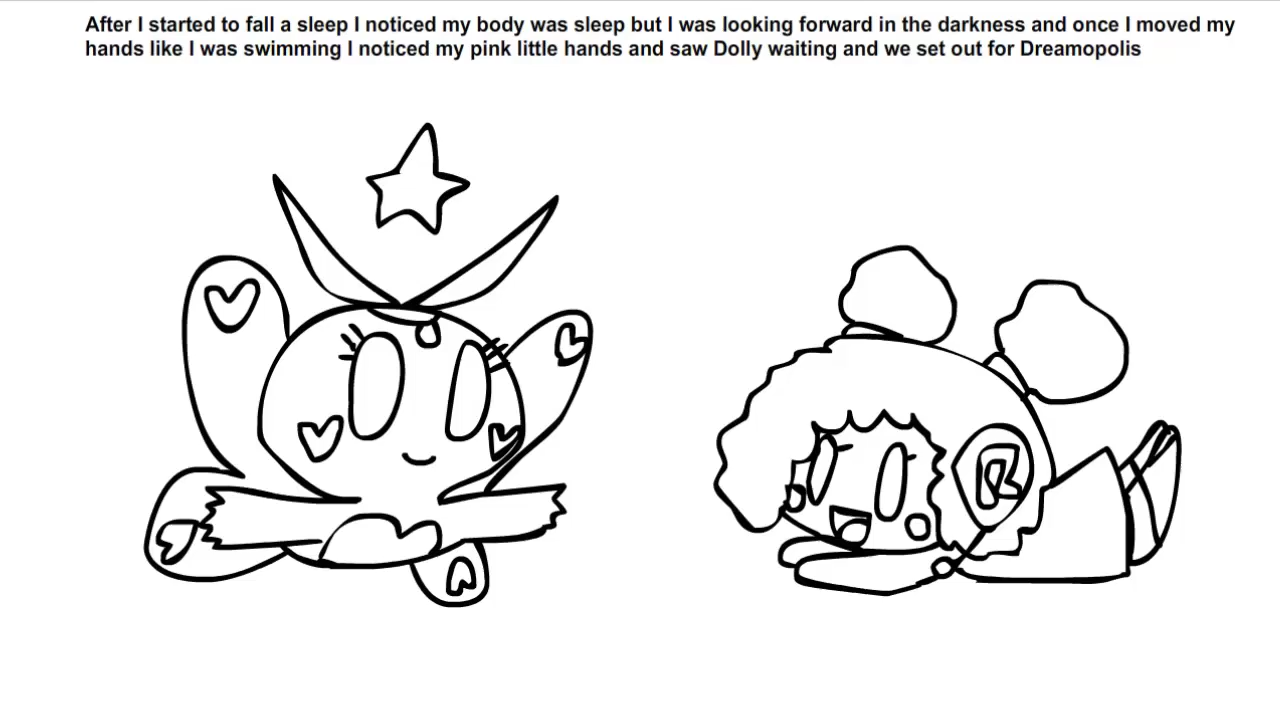 After I started to fall a sleep I noticed my body was sleep but I was looking forward in the darkness and once I moved my
hands like I was swimming I noticed my pink little hands and saw Dolly waiting and we set out for Dreamopolis